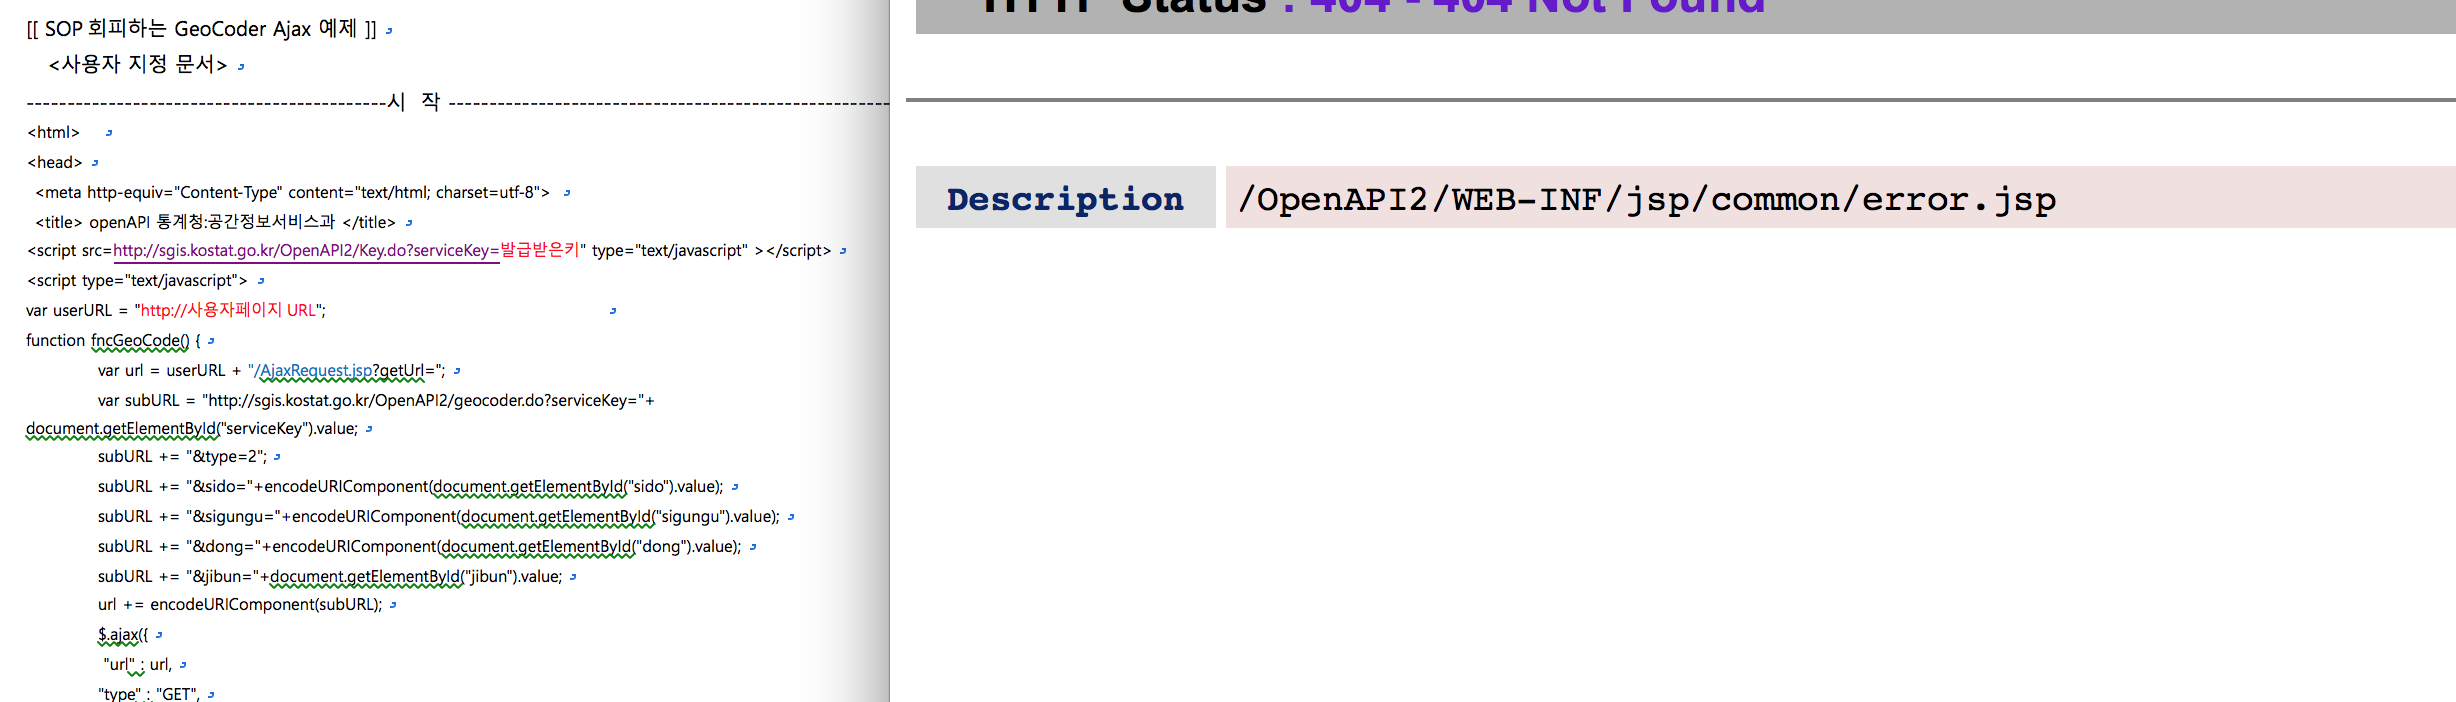 [[ SOP 회피하는 GeoCoder Ajax 예제 ]]
<사용자 지정 문서>
--------------------------------------------시 작 ------------------------------------------------------
<html>
<head>
<meta http-equiv="Content-Type" content="text/html; charset=utf-8">
<title> openAPI 통계청:공간정보서비스과 </title>
<script src=http://sgis.kostat.go.kr/OpenAPI2/Key.do?serviceKey=발급받은키" type="text/javascript" ></script>
<script type="text/javascript">
var userURL = "http://사용자페이지 URL";
function fncGeoCode() {
var url = userURL + "/AjaxRequest.jsp?getUrl=";
var subURL = "http://sgis.kostat.go.kr/OpenAPI2/geocoder.do?serviceKey="+
document.getElementById("serviceKey").value;
subURL += "&type=2";
subURL += "&sido="+encodeURIComponent(document.getElementById("sido").value);
subURL += "&sigungu="+encodeURIComponent(document.getElementById("sigungu").value);
subURL += "&dong="+encodeURIComponent(document.getElementById("dong").value);
subURL += "&jibun="+document.getElementById("jibun").value;
url += encodeURIComponent(subURL);
$.ajax({
"url" : url,
"type" : "GET",
HTTP Status : 404 - 404 Not Found
Description /OpenAPI2/WEB-INF/jsp/common/error.jsp